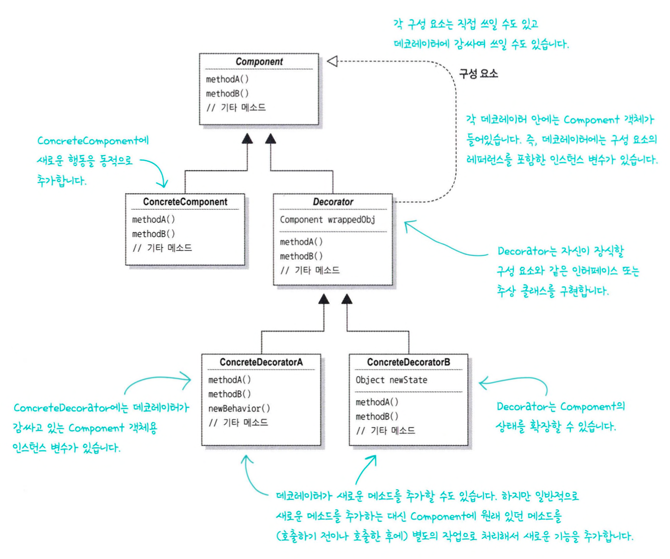 각 구성 요소는 직접 쓰일 수도 있고
데코레이터에 감싸여 쓰일 수도 있습니다.
Component
methodA()
methodB()
// 기타 메소드
구성 요소
각 데코레이터 안에는 Component 객체가
들어있습니다. 즉, 데코레이터에는 구성 요소의
레퍼런스를 포함한 인스턴스 변수가 있습니다.
ConcreteComponent에
새로운 행동을 동적으로
추가합니다.
ConcreteComponent
methodA()
methodB()
// 기타 메소드
Decorator
Component wrappedObj
methodA()
methodB()
// 기타 메소드
Decorator는 자신이 장식할
구성 요소와 같은 인터페이스 또는
추상 클래스를 구현합니다.
ConcreteDecoratorA
methodA()
methodB()
newBehavior()
// 기타 메소드
ConcreteDecoratorB
Object newState
methodA()
methodB()
// 기타 메소드
ConcreteDecorator에는 데코레이터가
감싸고 있는 Component 객체용
인스턴스 변수가 있습니다.
Decorator는 Component의
상태를 확장할 수 있습니다.
데코레이터가 새로운 메소드를 추가할 수도 있습니다. 하지만 일반적으로
새로운 메소드를 추가하는 대신 Component에 원래 있던 메소드를
(호출하기 전이나 호출한 후에) 별도의 작업으로 처리해서 새로운 기능을 추가합니다.